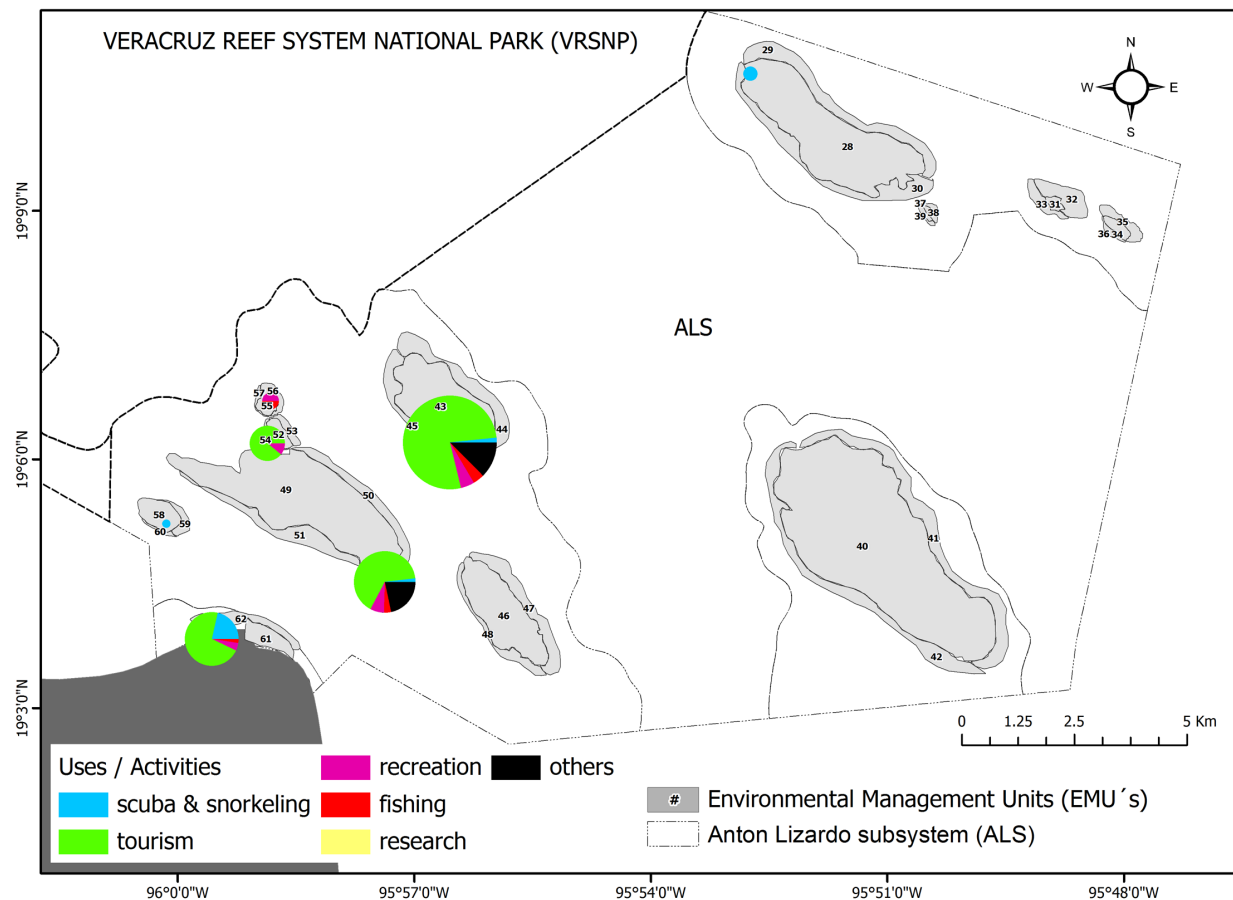 VERACRUZ REEF SYSTEM NATIONAL PARK (VRSNP)
29
N
W E
S
28
30
37
38
39
33 31 32
35
36 34
19°9'0"N
ALS
57 56
55
43
45
44
52
53
54
19°6'0"N
49
50
51
58
59
60
40
41
42
46
47
48
62
61
19°3'0"N
0 1.25 2.5 5 Km
Uses / Activities
recreation
others
scuba & snorkeling
fishing
tourism
research
# Environmental Management Units (EMU´s)
Anton Lizardo subsystem (ALS)
96°0'0"W 95°57'0"W 95°54'0"W 95°51'0"W 95°48'0"W